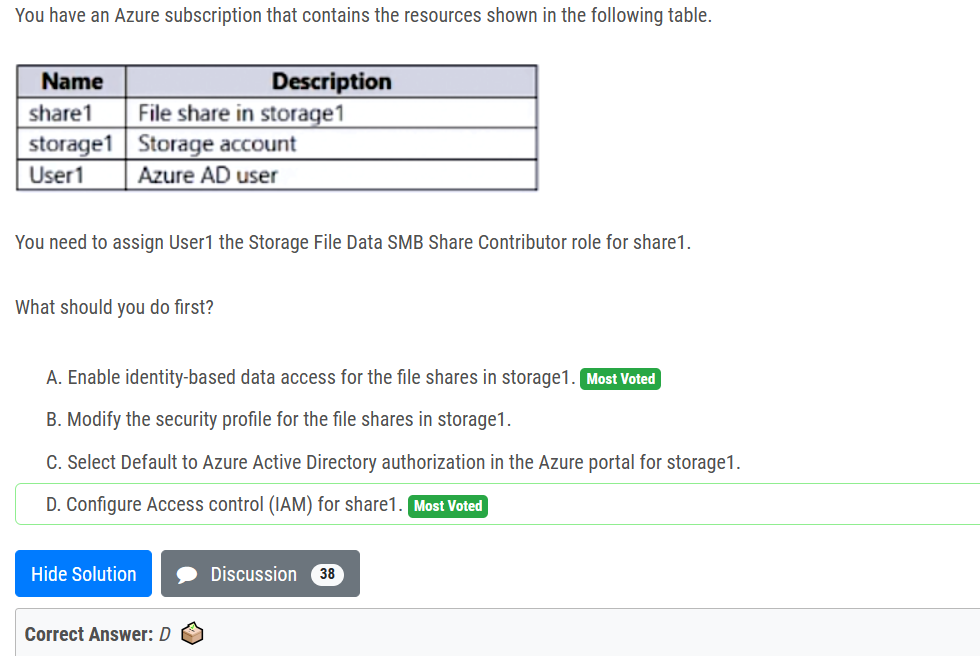 You have an Azure subscription that contains the resources shown in the following table.
Name Description
share1 File share in storage1
storage1 Storage account
User1 Azure AD user
You need to assign User1 the Storage File Data SMB Share Contributor role for share1.
What should you do first?
A. Enable identity-based data access for the file shares in storage1. Most Voted
B. Modify the security profile for the file shares in storage1.
C. Select Default to Azure Active Directory authorization in the Azure portal for storage1.
D. Configure Access control (IAM) for share1. Most Voted
Hide Solution Discussion 38
Correct Answer: D